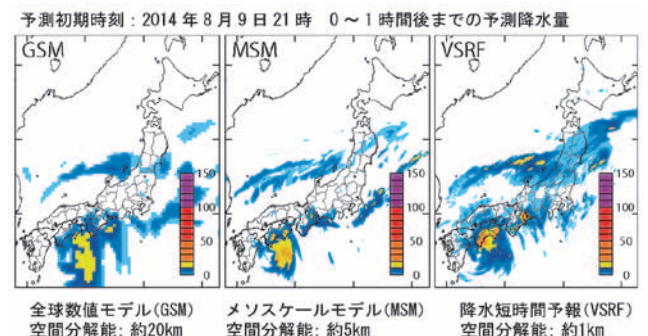 予測初期時刻：2014年8月9日21時　0～1時間後までの予測降水量
GSM
MSM
VSRF
150
100
50
0
150
100
50
0
150
100
50
0
全球数値モデル(GSM)
空間分解能: 約20km
メソスケールモデル(MSM)
空間分解能: 約5km
降水短時間予報(VSRF)
空間分解能: 約1km